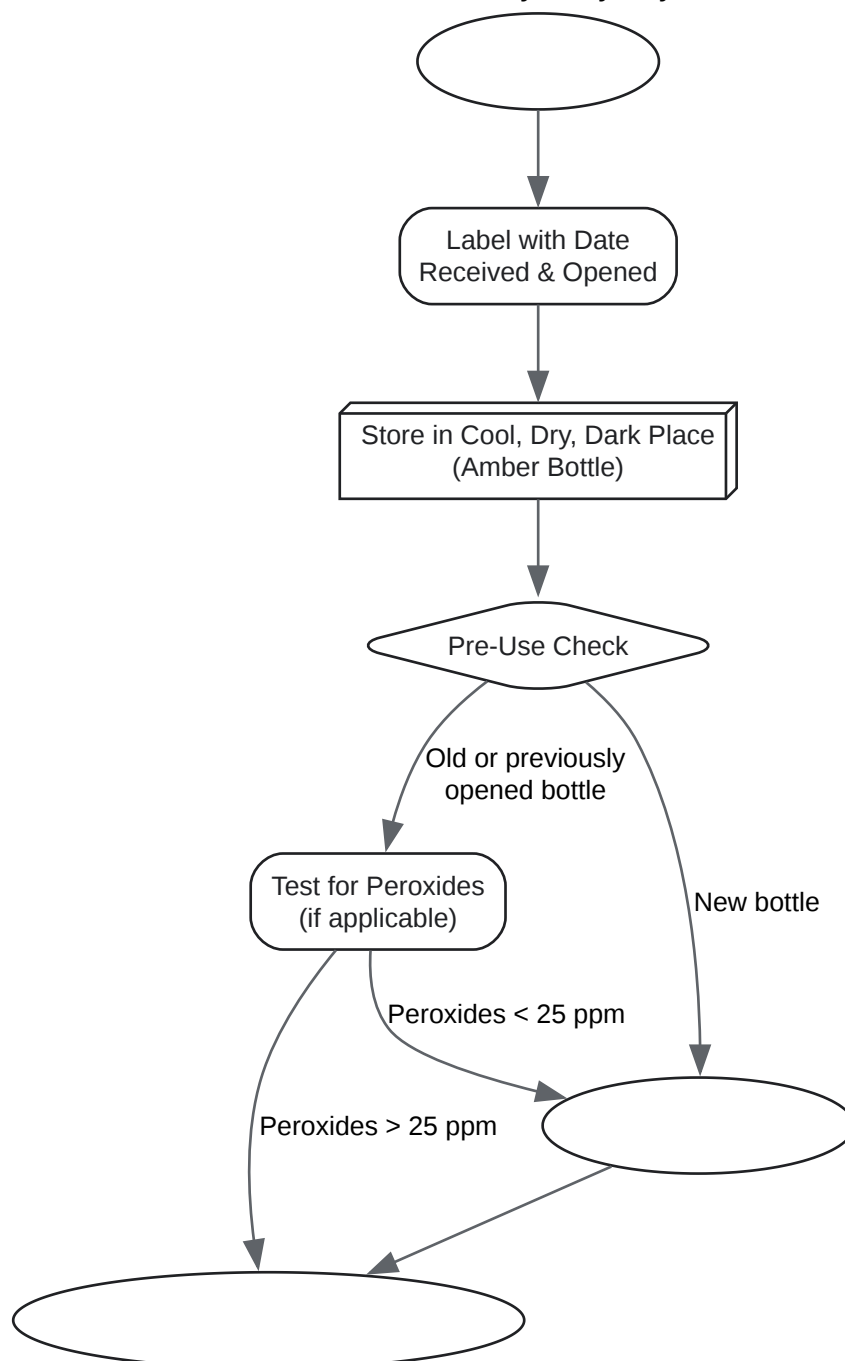 Label with Date
Received & Opened
Store in Cool, Dry, Dark Place
(Amber Bottle)
Pre-Use Check
Old or previously
opened bottle
Test for Peroxides
(if applicable)
New bottle
Peroxides < 25 ppm
Peroxides > 25 ppm